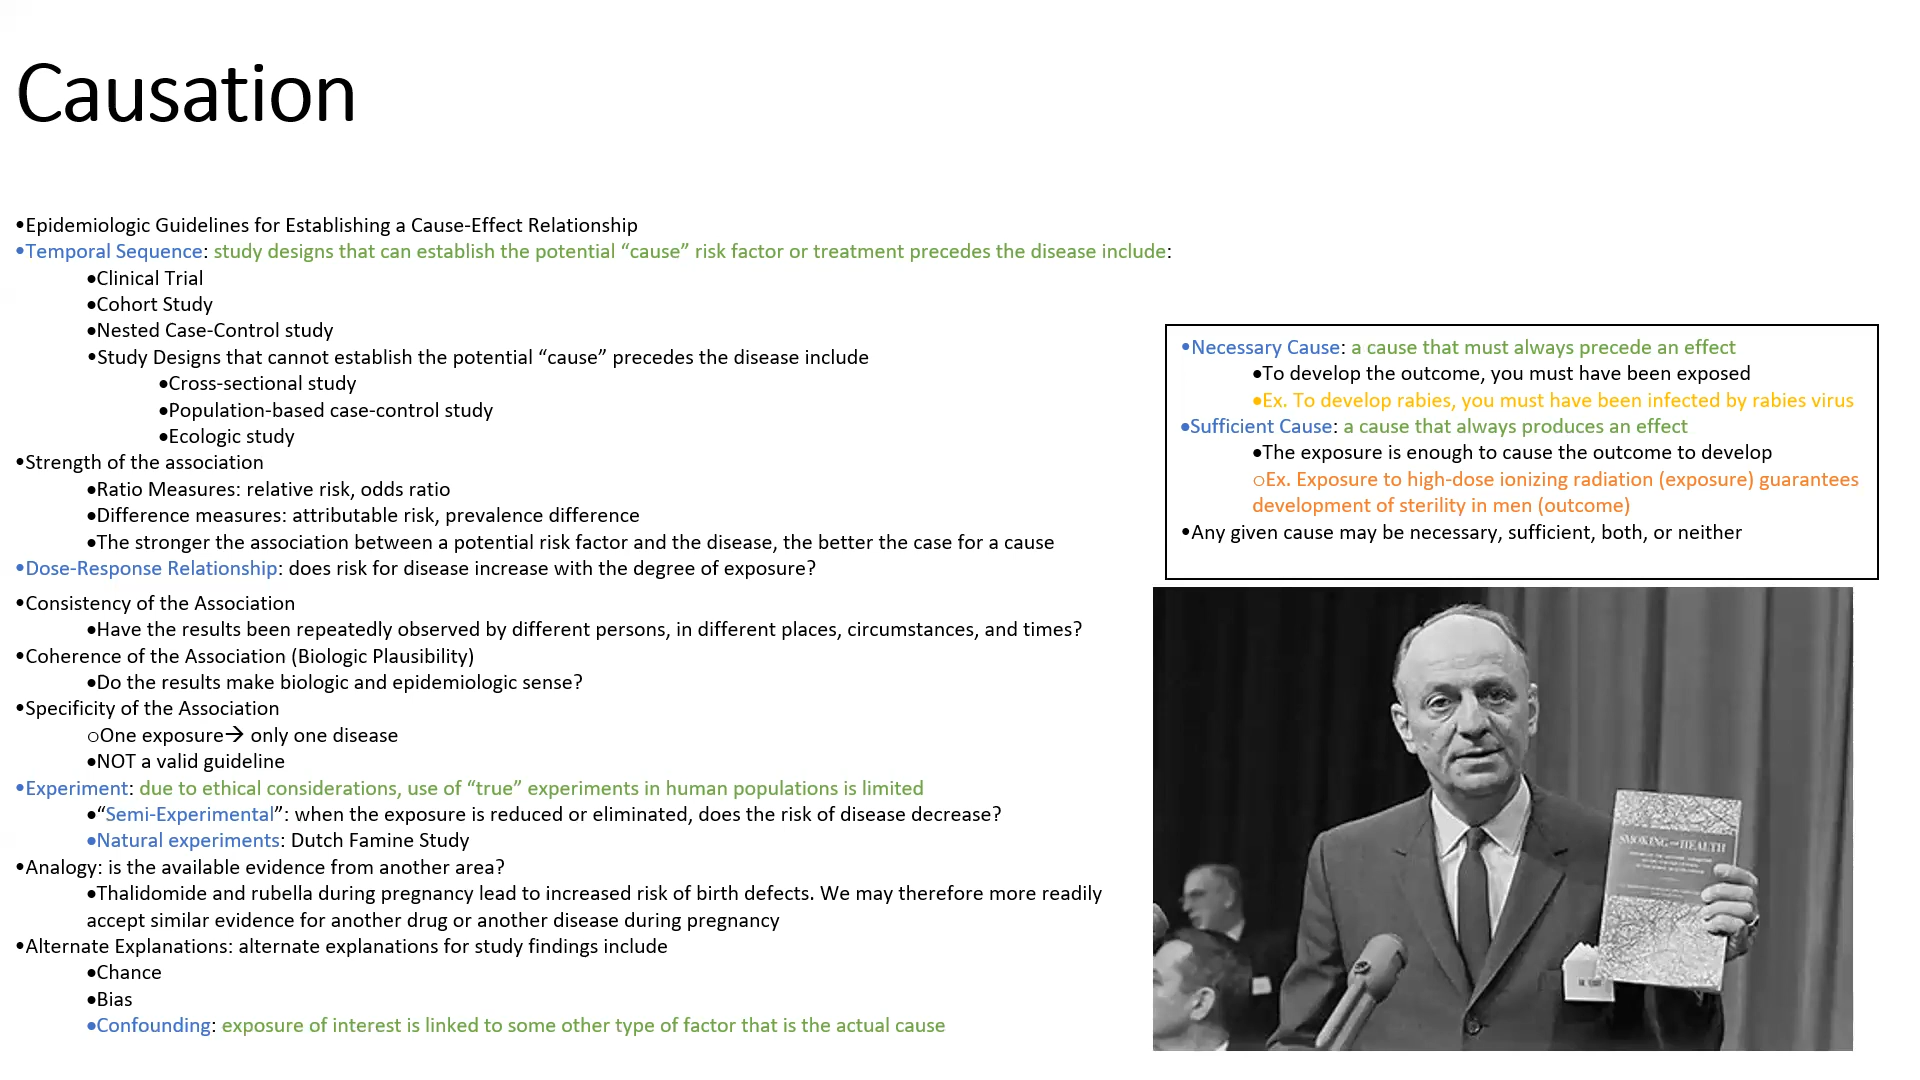 Causation
•Epidemiologic Guidelines for Establishing a Cause-Effect Relationship
•Temporal Sequence: study designs that can establish the potential “cause” risk factor or treatment precedes the disease include:
•Clinical Trial
•Cohort Study
•Nested Case-Control study
•Study Designs that cannot establish the potential “cause” precedes the disease include
•Cross-sectional study
•Population-based case-control study
•Ecologic study
•Strength of the association
•Ratio Measures: relative risk, odds ratio
•Difference measures: attributable risk, prevalence difference
•The stronger the association between a potential risk factor and the disease, the better the case for a cause
•Dose-Response Relationship: does risk for disease increase with the degree of exposure?
•Consistency of the Association
•Have the results been repeatedly observed by different persons, in different places, circumstances, and times?
•Coherence of the Association (Biologic Plausibility)
•Do the results make biologic and epidemiologic sense?
•Specificity of the Association
oOne exposure→ only one disease
•NOT a valid guideline
•Experiment: due to ethical considerations, use of “true” experiments in human populations is limited
•“Semi-Experimental”: when the exposure is reduced or eliminated, does the risk of disease decrease?
•Natural experiments: Dutch Famine Study
•Analogy: is the available evidence from another area?
•Thalidomide and rubella during pregnancy lead to increased risk of birth defects. We may therefore more readily
accept similar evidence for another drug or another disease during pregnancy
•Alternate Explanations: alternate explanations for study findings include
•Chance
•Bias
•Confounding: exposure of interest is linked to some other type of factor that is the actual cause
•Necessary Cause: a cause that must always precede an effect
•To develop the outcome, you must have been exposed
•Ex. To develop rabies, you must have been infected by rabies virus
•Sufficient Cause: a cause that always produces an effect
•The exposure is enough to cause the outcome to develop
oEx. Exposure to high-dose ionizing radiation (exposure) guarantees
development of sterility in men (outcome)
•Any given cause may be necessary, sufficient, both, or neither
SMOKING and HEALTH